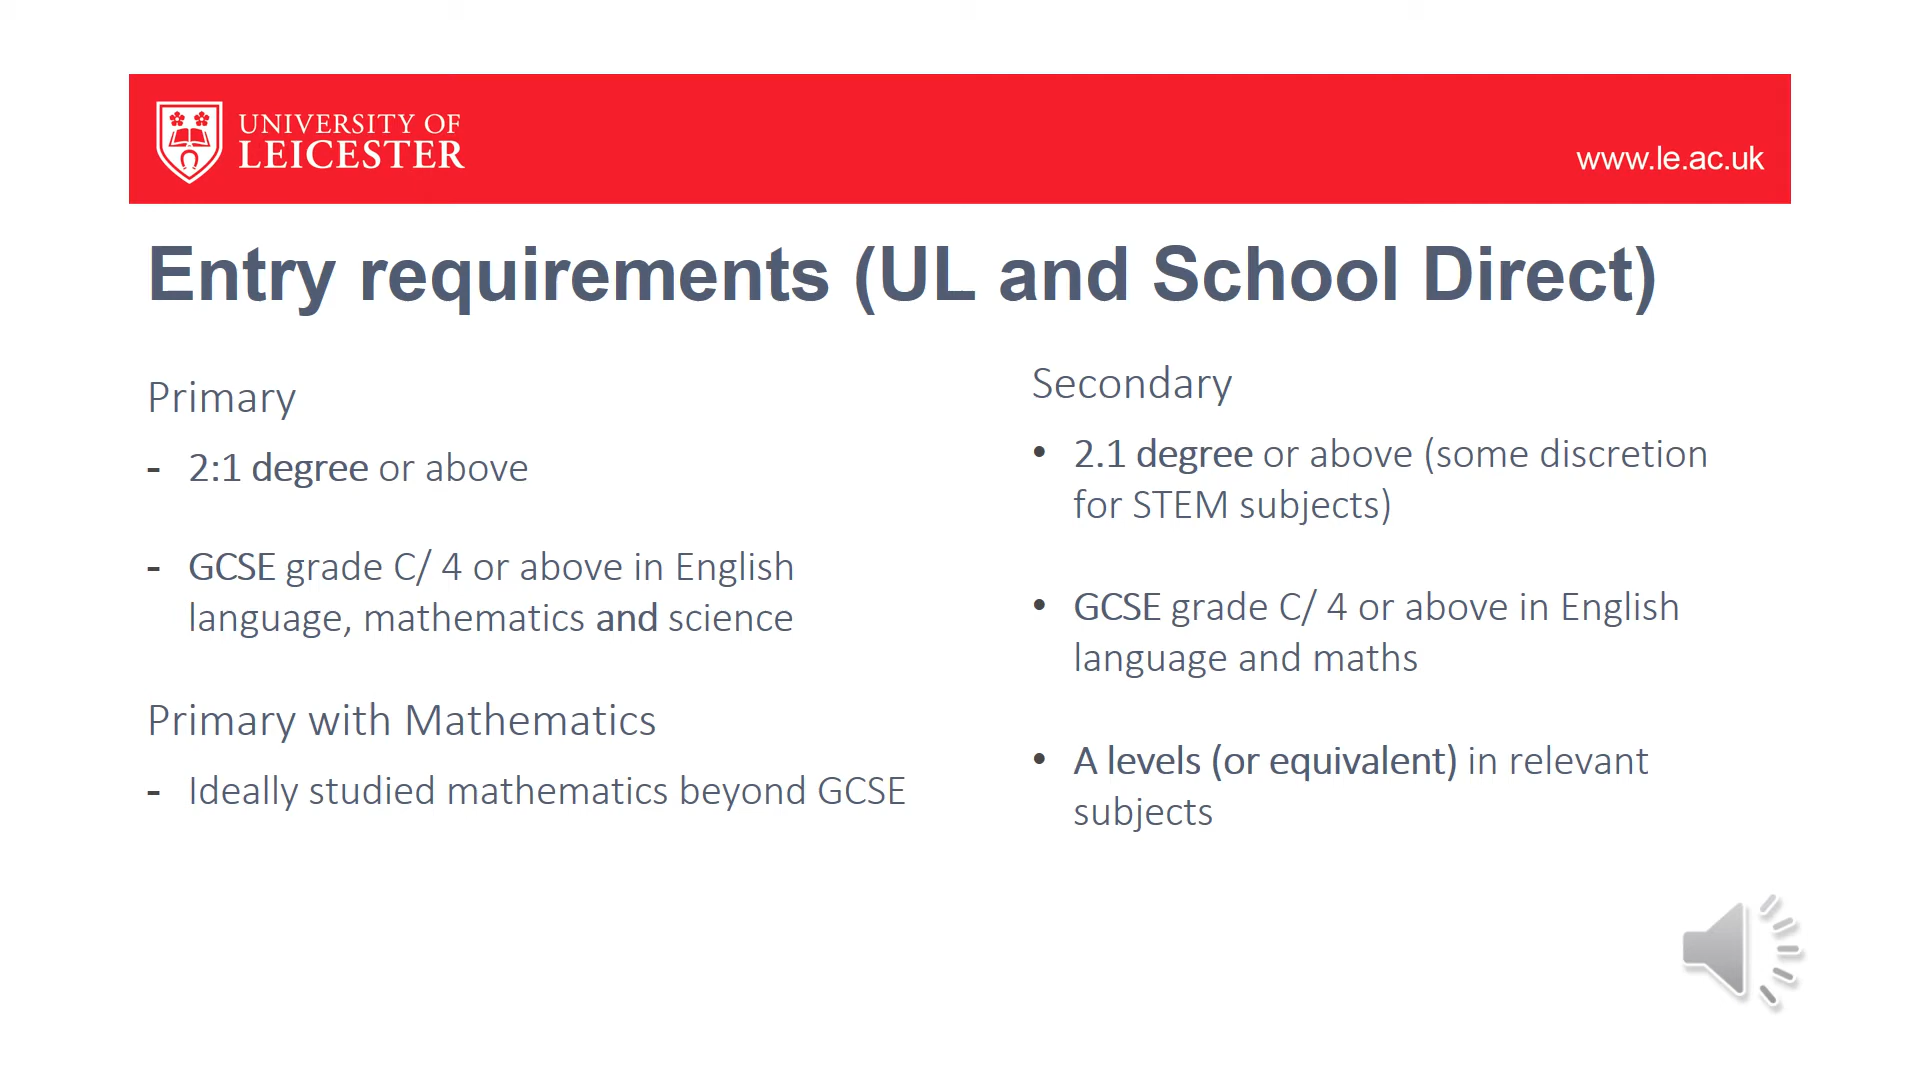 UNIVERSITY OF
LEICESTER
www.le.ac.uk
Entry requirements (UL and School Direct)
Primary
- 2:1 degree or above
- GCSE grade C/ 4 or above in English
language, mathematics and science
Primary with Mathematics
- Ideally studied mathematics beyond GCSE
Secondary
• 2.1 degree or above (some discretion
for STEM subjects)
• GCSE grade C/ 4 or above in English
language and maths
• A levels (or equivalent) in relevant
subjects